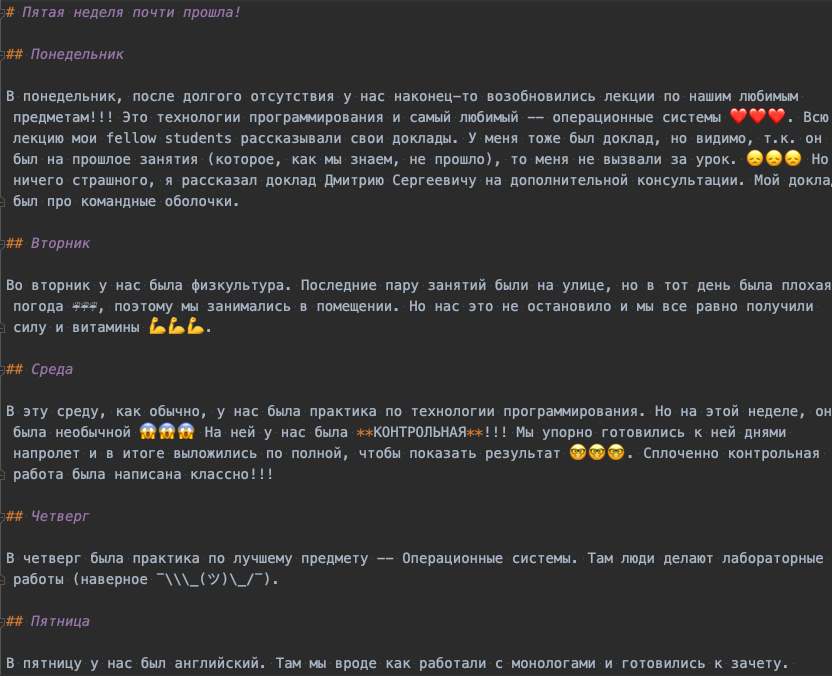 # Пятая неделя почти прошла!
## Понедельник
В понедельник, после долгого отсутствия у нас наконец-то возобновились лекции по нашим любимым
предметам!!! Это технологии программирования и самый любимый -- операционные системы ❤️❤️❤️. Всю
лекцию мои fellow students рассказывали свои доклады. У меня тоже был доклад, но видимо, т.к. он
был на прошлое занятия (которое, как мы знаем, не прошло), то меня не вызвали за урок. 😞😞😞 Но
ничего страшного, я рассказал доклад Дмитрию Сергеевичу на дополнительной консультации. Мой докла
был про командные оболочки.
## Вторник
Во вторник у нас была физкультура. Последние пару занятий были на улице, но в тот день была плохая
погода ☔☔☔, поэтому мы занимались в помещении. Но нас это не остановило и мы все равно получили
силу и витамины 💪💪💪.
## Среда
В эту среду, как обычно, у нас была практика по технологии программирования. Но на этой неделе, он
была необычной 😱😱😱 На ней у нас была **КОНТРОЛЬНАЯ**!!! Мы упорно готовились к ней днями
напролет и в итоге выложились по полной, чтобы показать результат 🤓🤓🤓. Сплоченно контрольная
работа была написана классно!!!
## Четверг
В четверг была практика по лучшему предмету -- Операционные системы. Там люди делают лабораторные
работы (наверное ¯\\\_(ツ)\_/¯).
## Пятница
В пятницу у нас был английский. Там мы вроде как работали с монологами и готовились к зачету.